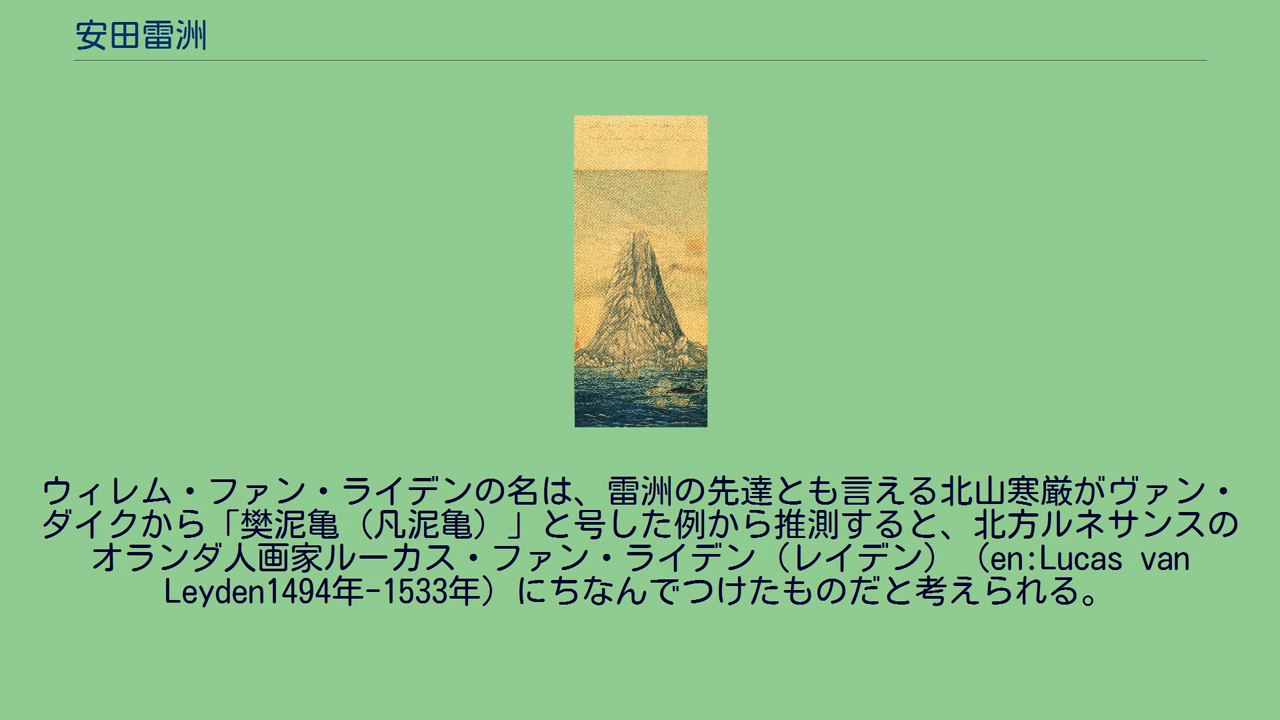 安田雷洲
ウィレム・ファン・ライデンの名は、雷洲の先達とも言える北山寒厳がヴァン・
ダイクから「樊泥亀（凡泥亀）」と号した例から推測すると、北方ルネサンスの
オランダ人画家ルーカス・ファン・ライデン（レイデン）（en:Lucas van
Leyden1494年-1533年）にちなんでつけたものだと考えられる。